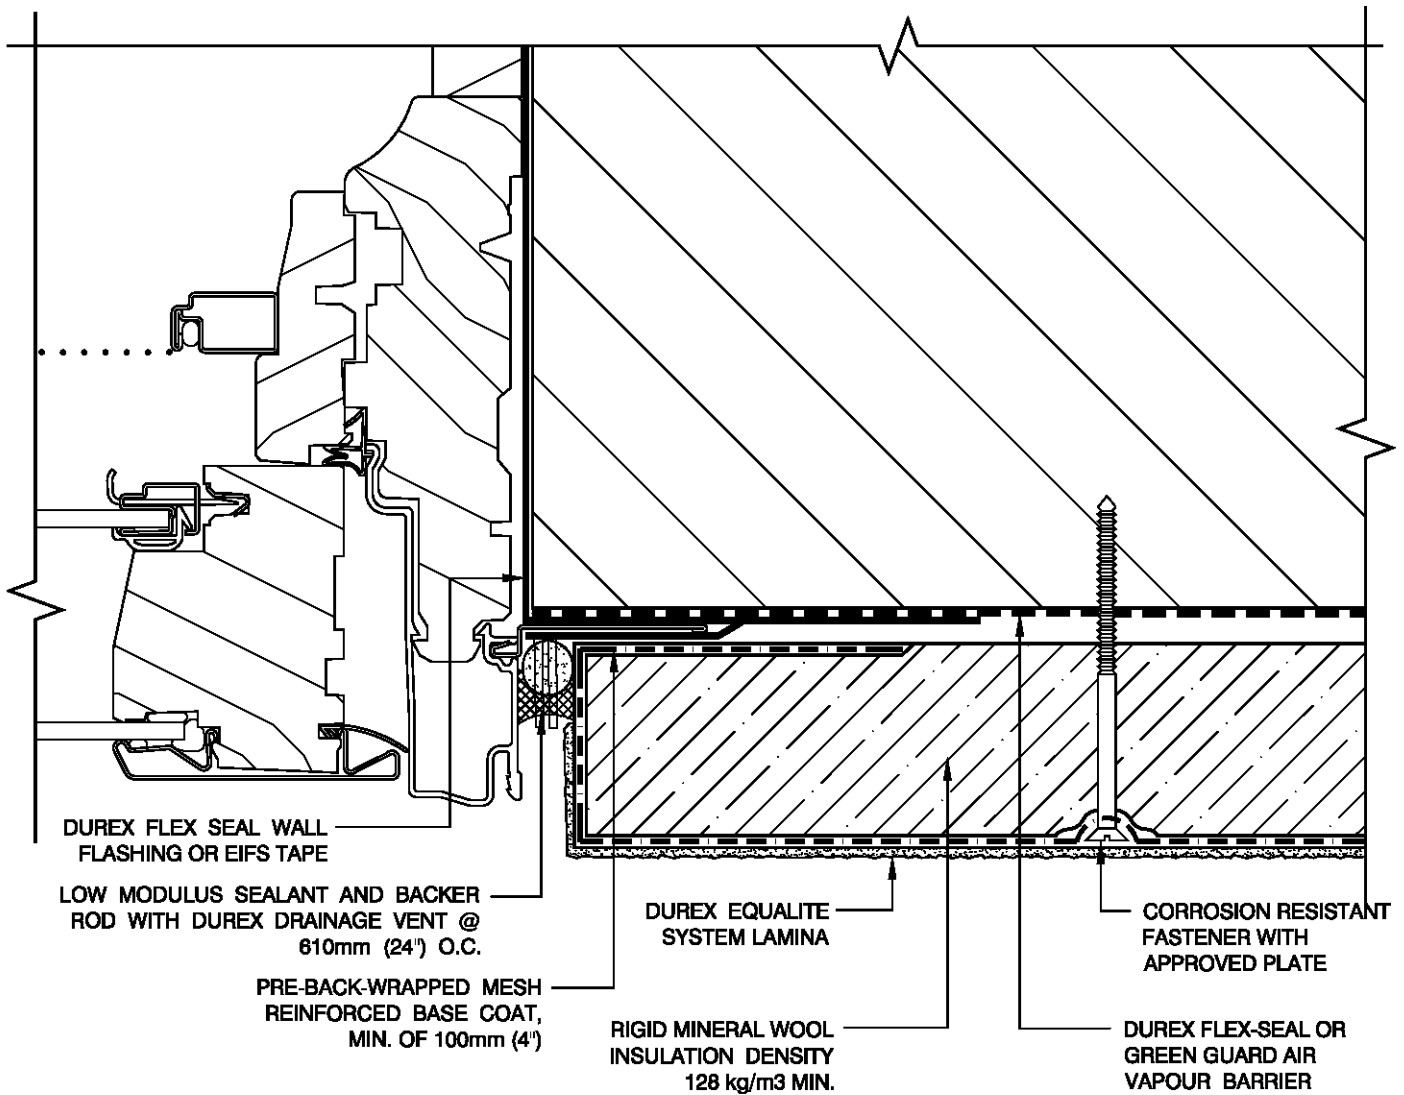 DUREX FLEX SEAL WALL
FLASHING OR EIFS TAPE
LOW MODULUS SEALANT AND BACKER
ROD WITH DUREX DRAINAGE VENT @
610mm (24") O.C.
PRE-BACK-WRAPPED MESH
REINFORCED BASE COAT,
MIN. OF 100mm (4")
DUREX EQUALITE
SYSTEM LAMINA
RIGID MINERAL WOOL
INSULATION DENSITY
128 kg/m3 MIN.
CORROSION RESISTANT
FASTENER WITH
APPROVED PLATE
DUREX FLEX-SEAL OR
GREEN GUARD AIR
VAPOUR BARRIER